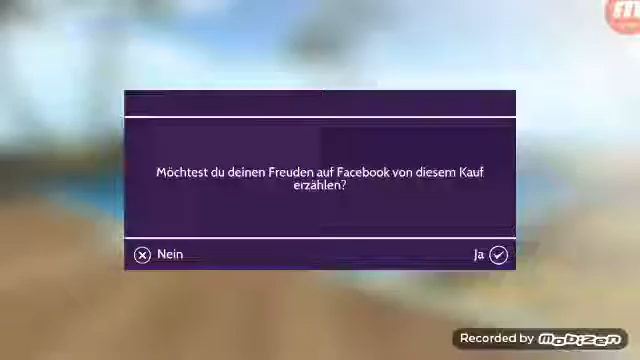 Möchtest du deinen Freuden auf Facebook von diesem Kauf
erzählen?
Nein
Ja
Recorded by Mobizen